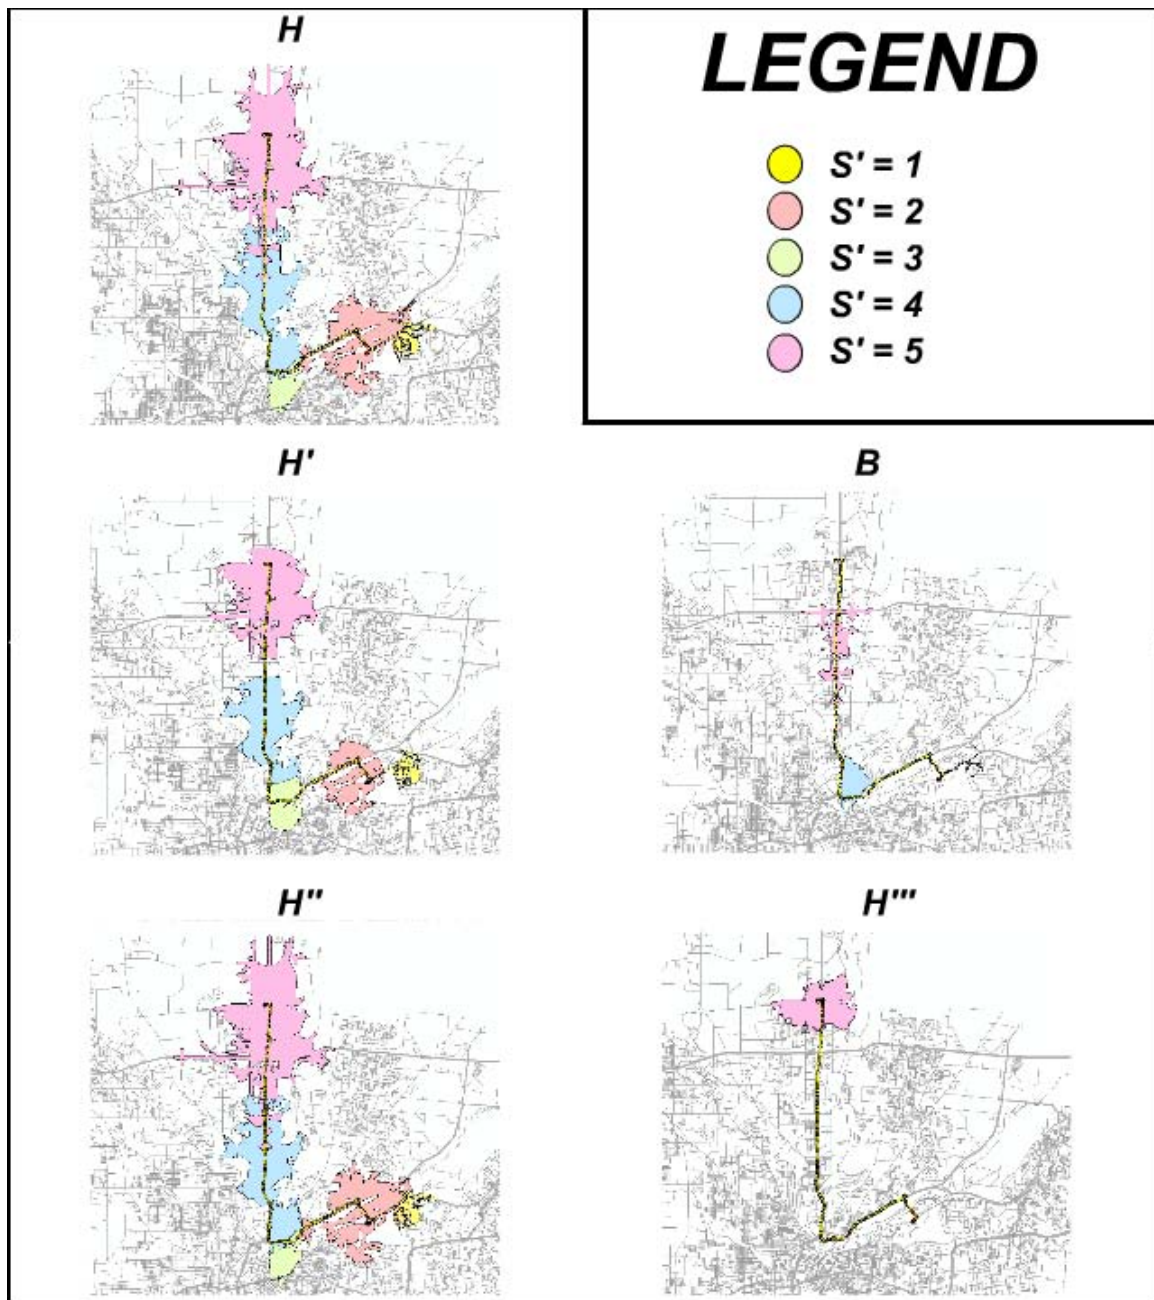 H
LEGEND
S' = 1
S' = 2
S' = 3
S' = 4
S' = 5
H'
B
H"
H'"